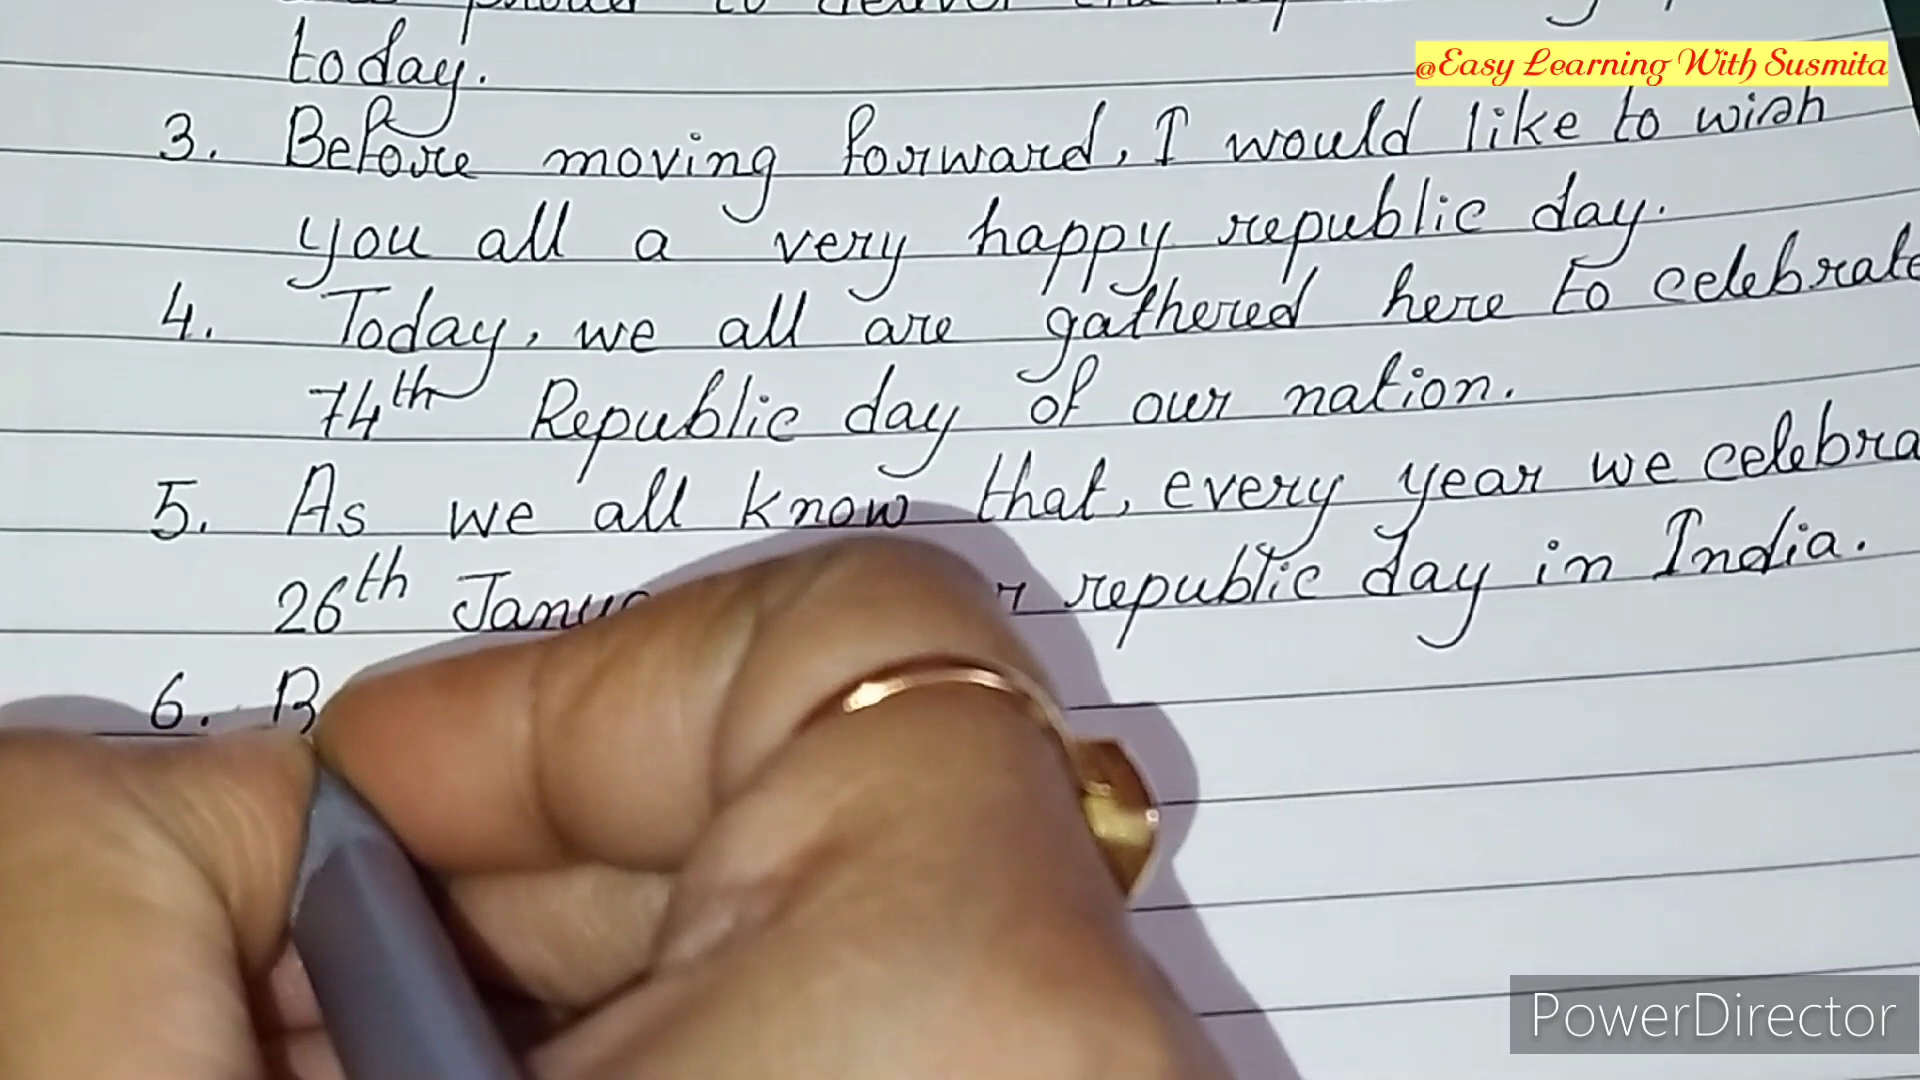 to deliver
today.
@Easy Learning With Susmita
3. Before moving forward, I would like to wish
you all a very happy republic day.
4. Today, we all are gathered here to celebrate
74th Republic day of our nation.
5. As we all know that, every year we celebra
26th republic day in India.
6. B
PowerDirector